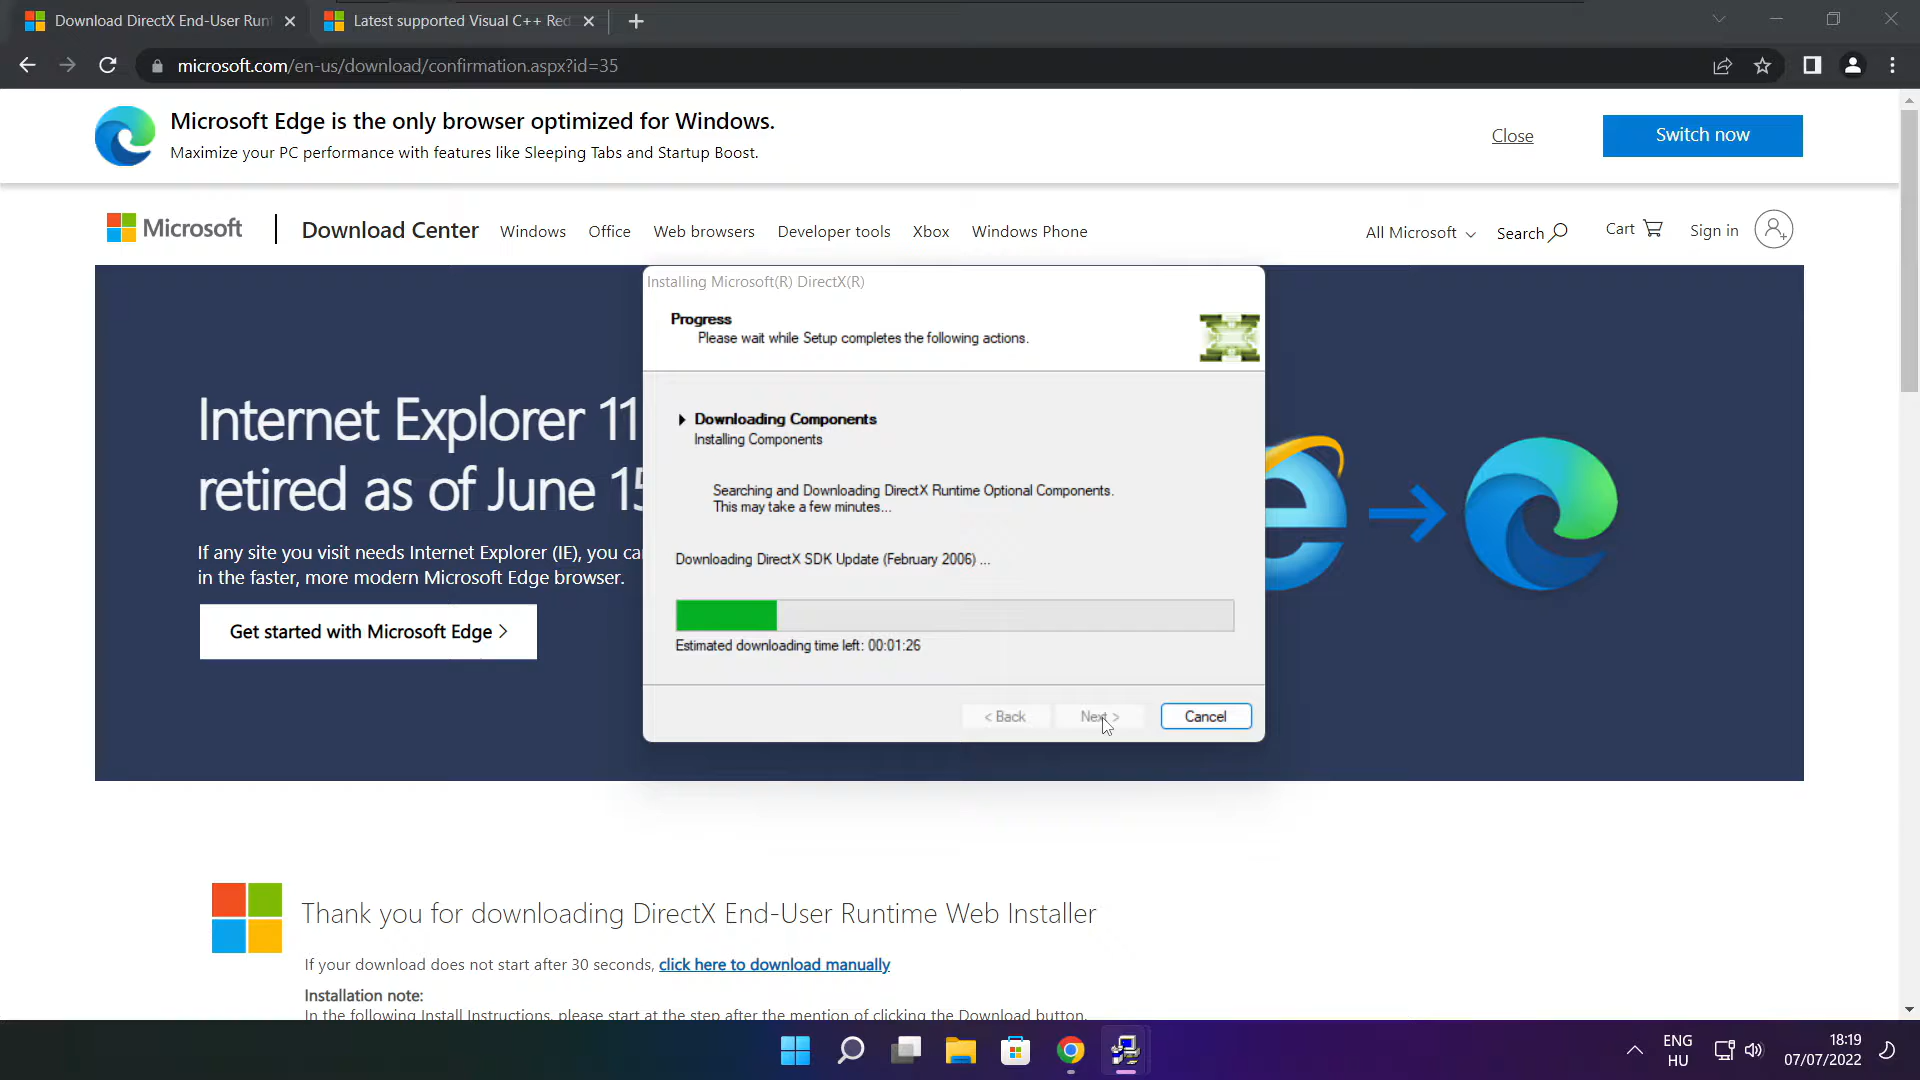 Download DirectX End-User Run
Latest supported Visual C++ Red
microsoft.com/en-us/download/confirmation.aspx?id=35
Microsoft Edge is the only browser optimized for Windows.
Maximize your PC performance with features like Sleeping Tabs and Startup Boost.
Close
Switch now
Microsoft
Download Center
Windows
Office
Web browsers
Developer tools
Xbox
Windows Phone
All Microsoft
Search
Cart
Sign in
Installing Microsoft(R) DirectX(R)
Progress
Please wait while Setup completes the following actions.
Downloading Components
Installing Components
Searching and Downloading DirectX Runtime Optional Components.
This may take a few minutes...
Downloading DirectX SDK Update (February 2006) ...
Estimated downloading time left: 00:01:26
< Back
Next >
Cancel
Internet Explorer 11
retired as of June 15
If any site you visit needs Internet Explorer (IE), you ca
in the faster, more modern Microsoft Edge browser.
Get started with Microsoft Edge >
Thank you for downloading DirectX End-User Runtime Web Installer
If your download does not start after 30 seconds, click here to download manually
Installation note:
In the following Install Instructions, please start at the step after the mention of clicking the Download button.
ENG
HU
18:19
07/07/2022